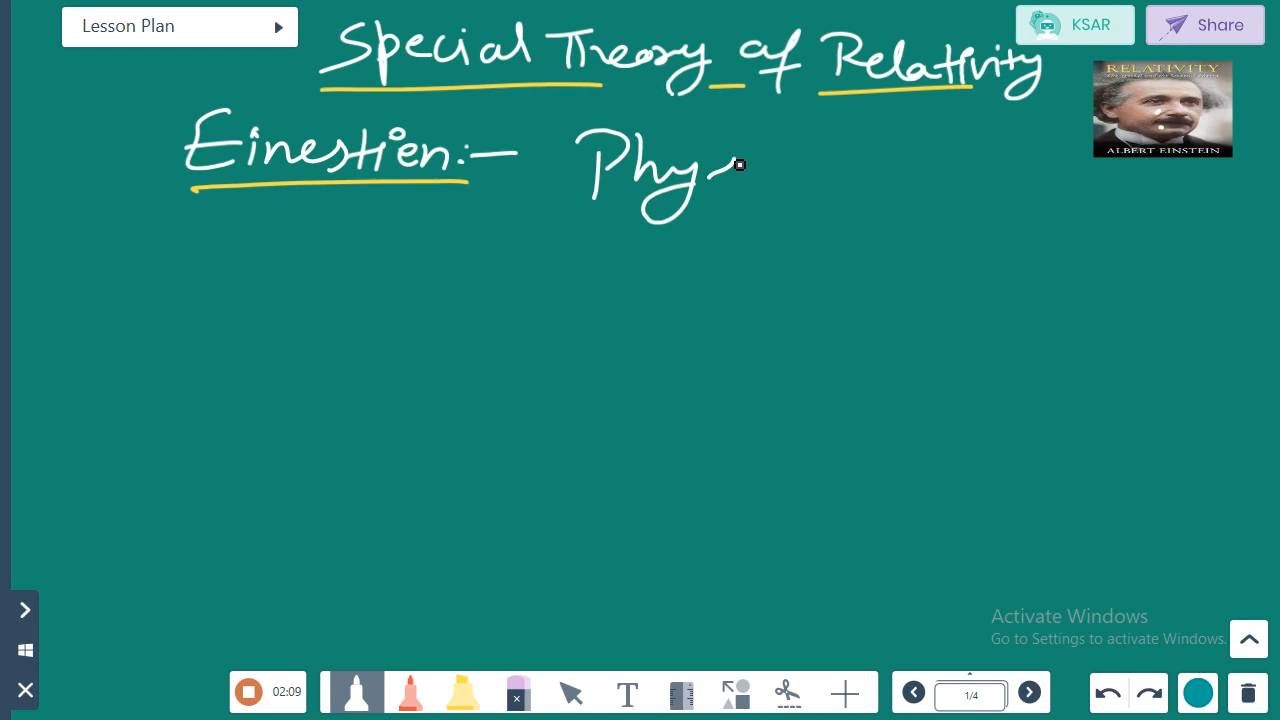 Lesson Plan
Special Theory of Relativity
KSAR
Share
RELATIVITY
ALBERT EINSTEIN
Einestien:— Phy
Activate Windows
Go to Settings to activate Windows.
02:09
T
1/4